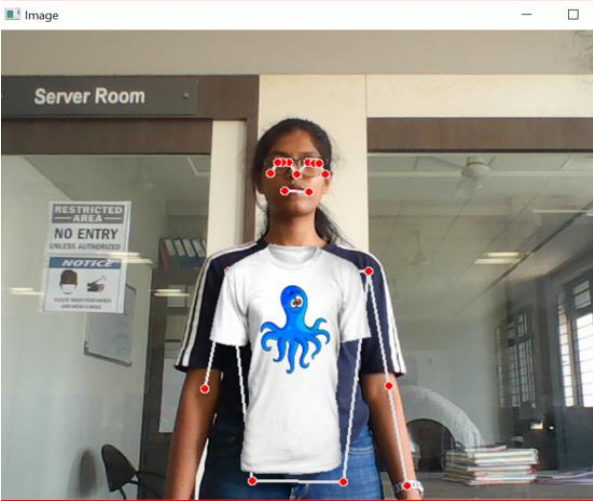 Image
Server Room
RESTRICTED
AREA
NO ENTRY
UNLESS AUTHORIZED
NOTICE